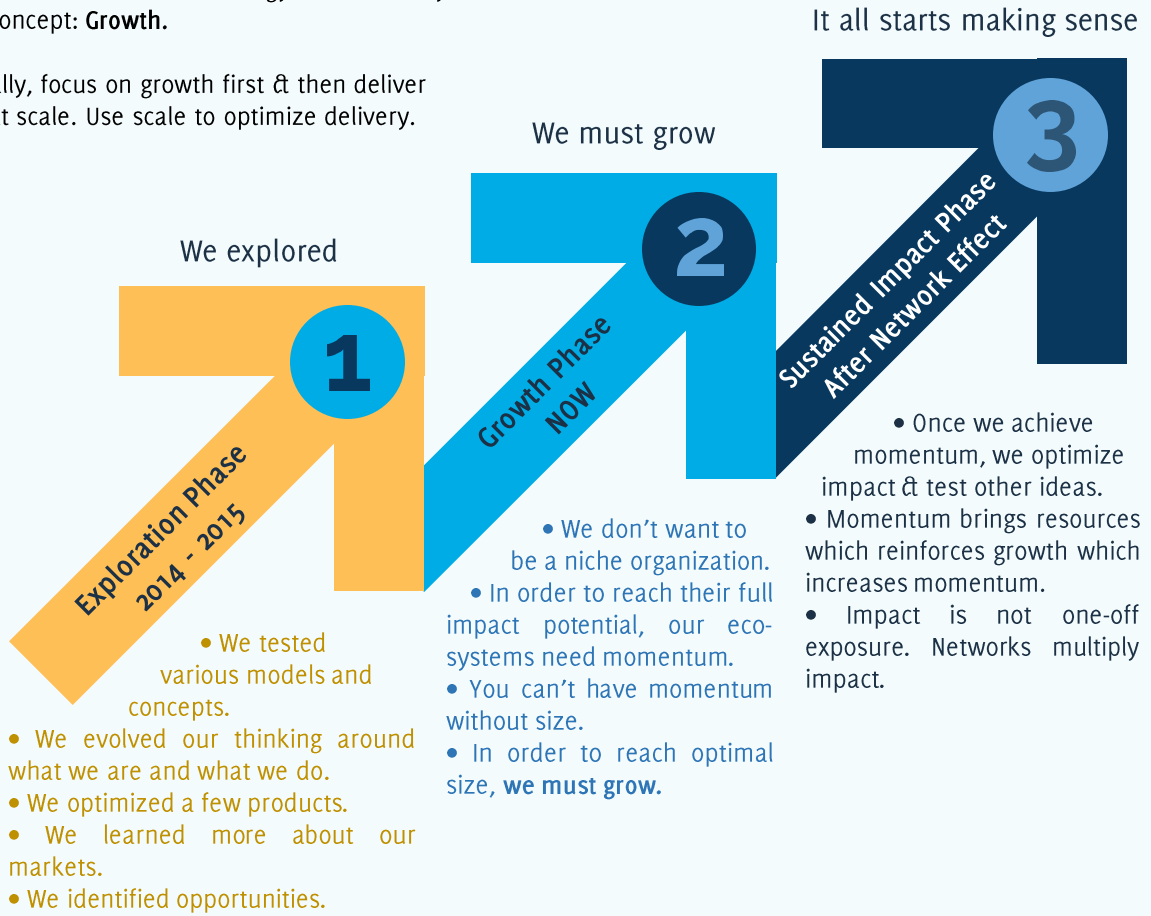 concept: Growth.
focus on growth first & then deliver
scale. Use scale to optimize delivery.
We explored
1
Exploration Phase
2014 - 2015
• We tested
various models and
concepts.
• We evolved our thinking around
what we are and what we do.
• We optimized a few products.
• We learned more about our
markets.
• We identified opportunities.
We must grow
2
Growth Phase
NOW
• We don't want to
be a niche organization.
• In order to reach their full
impact potential, our eco-
systems need momentum.
• You can't have momentum
without size.
• In order to reach optimal
size, we must grow.
It all starts making sense
3
Sustained Impact Phase
After Network Effect
• Once we achieve
momentum, we optimize
impact & test other ideas.
• Momentum brings resources
which reinforces growth which
increases momentum.
• Impact is not one-off
exposure. Networks multiply
impact.